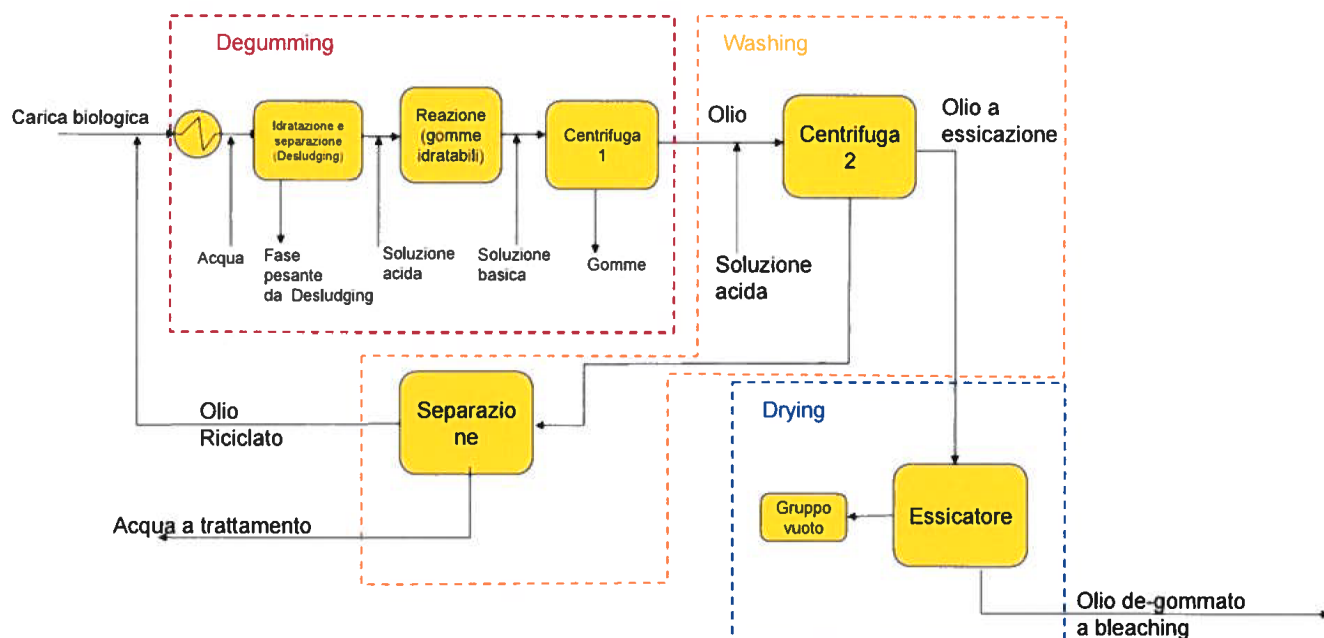 Degumming
Washing
Carica biologica
Idratazione e
separazione
(Desludging)
Reazione
(gomme
idratabili)
Centrifuga
1
Olio
Centrifuga
2
Olio a
essicazione
Acqua
Fase
pesante
da Desludging
Soluzione
acida
Soluzione
basica
Gomme
Soluzione
acida
Olio
Riciclato
Separazio
ne
Drying
Acqua a trattamento
Gruppo
vuoto
Essicatore
Olio de-gommato
a bleaching